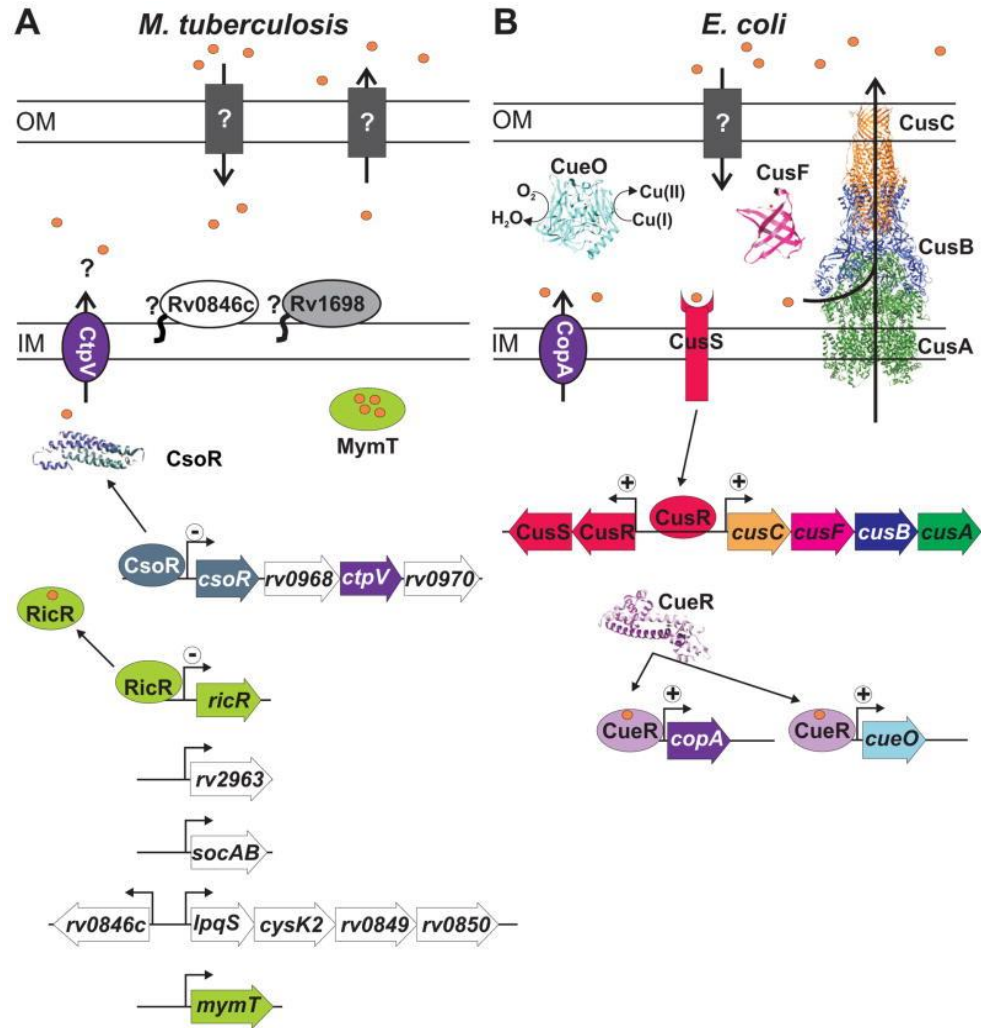 A M. tuberculosis
OM
?
?
?
CtpV
IM
?
Rv0846c
?
Rv1698
MymT
CsoR
CsoR
-
csoR
rv0968
ctpV
rv0970
RicR
RicR
-
ricR
rv2963
socAB
rv0846c
lpqS
cysK2
rv0849
rv0850
mymT
B E. coli
OM
?
CusC
CueO
O2
H2O
Cu(II)
Cu(I)
CusF
CusB
IM
CopA
CusS
CusA
+
+
CusS
CusR
CusR
cusC
cusF
cusB
cusA
CueR
CueR
+
copA
CueR
+
cueO